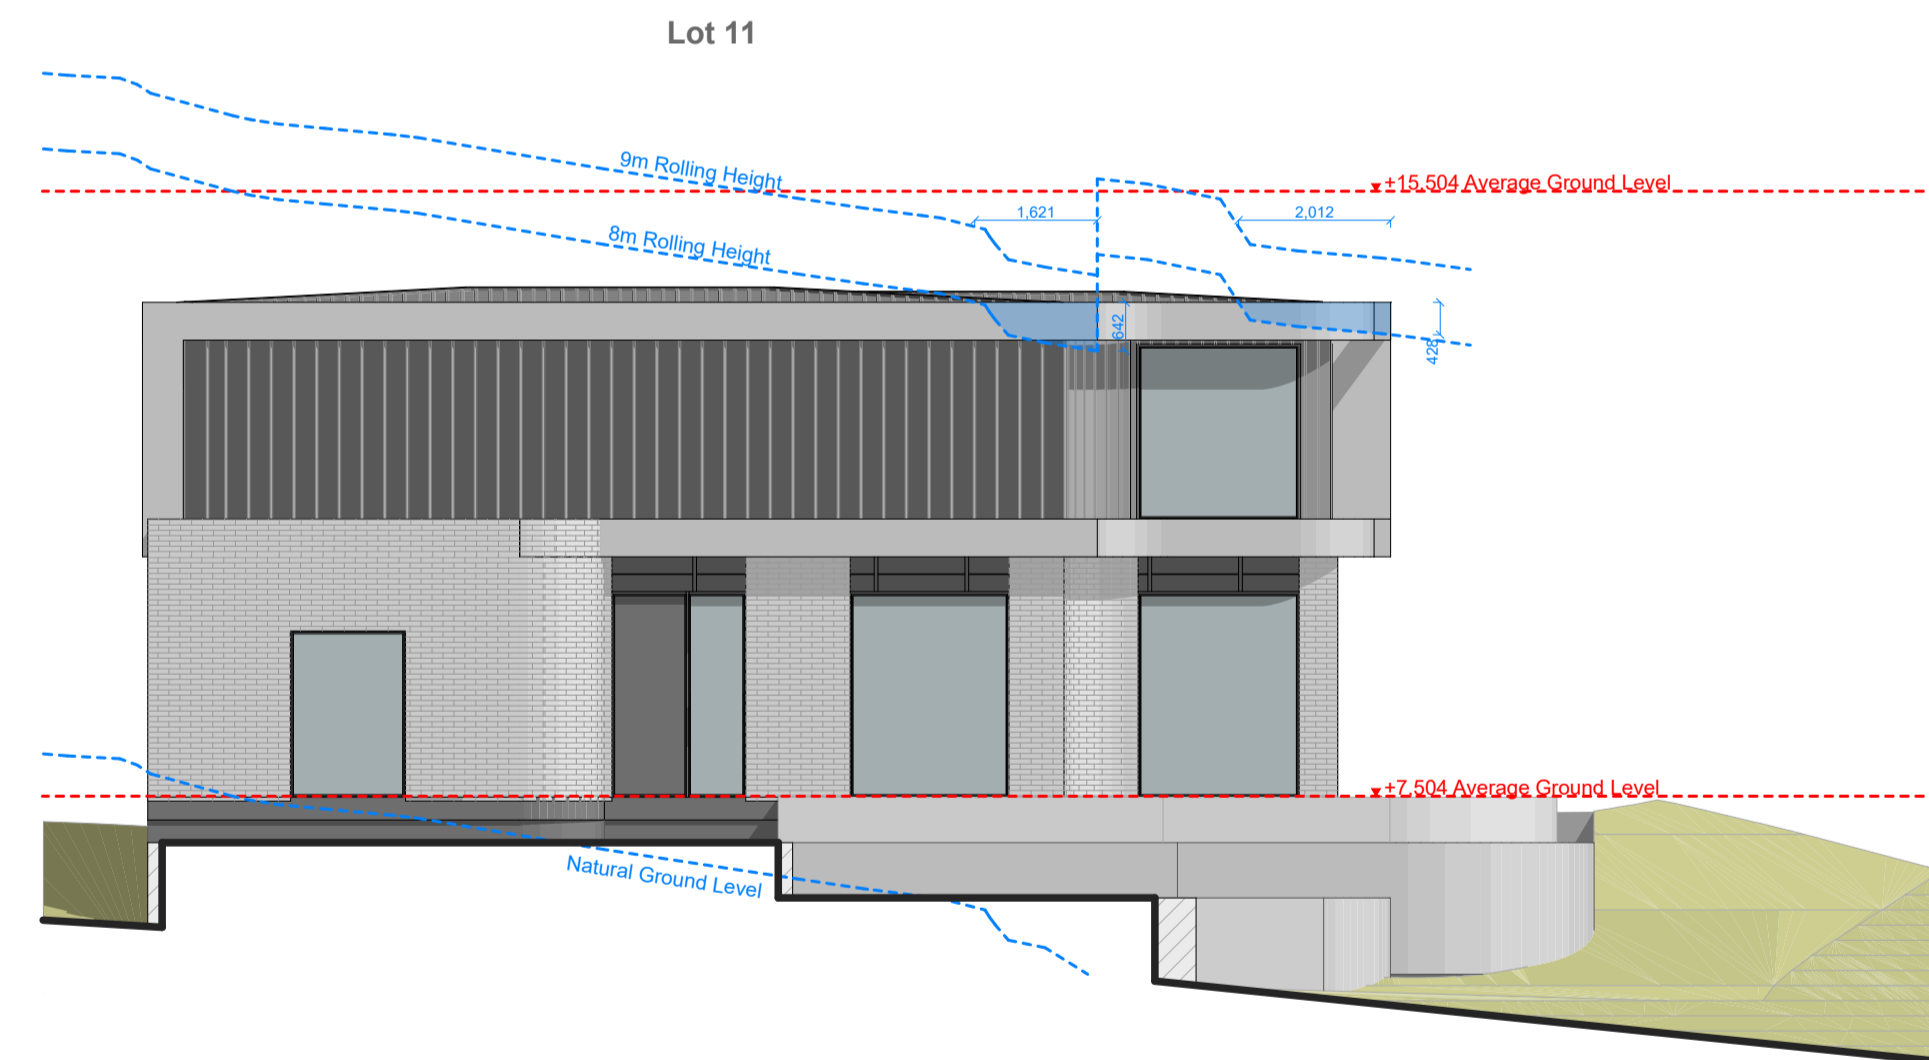 Lot 11
9m Rolling Height
+15.504 Average Ground Level
1,621
2,012
8m Rolling Height
642
428
+7.504 Average Ground Level
Natural Ground Level